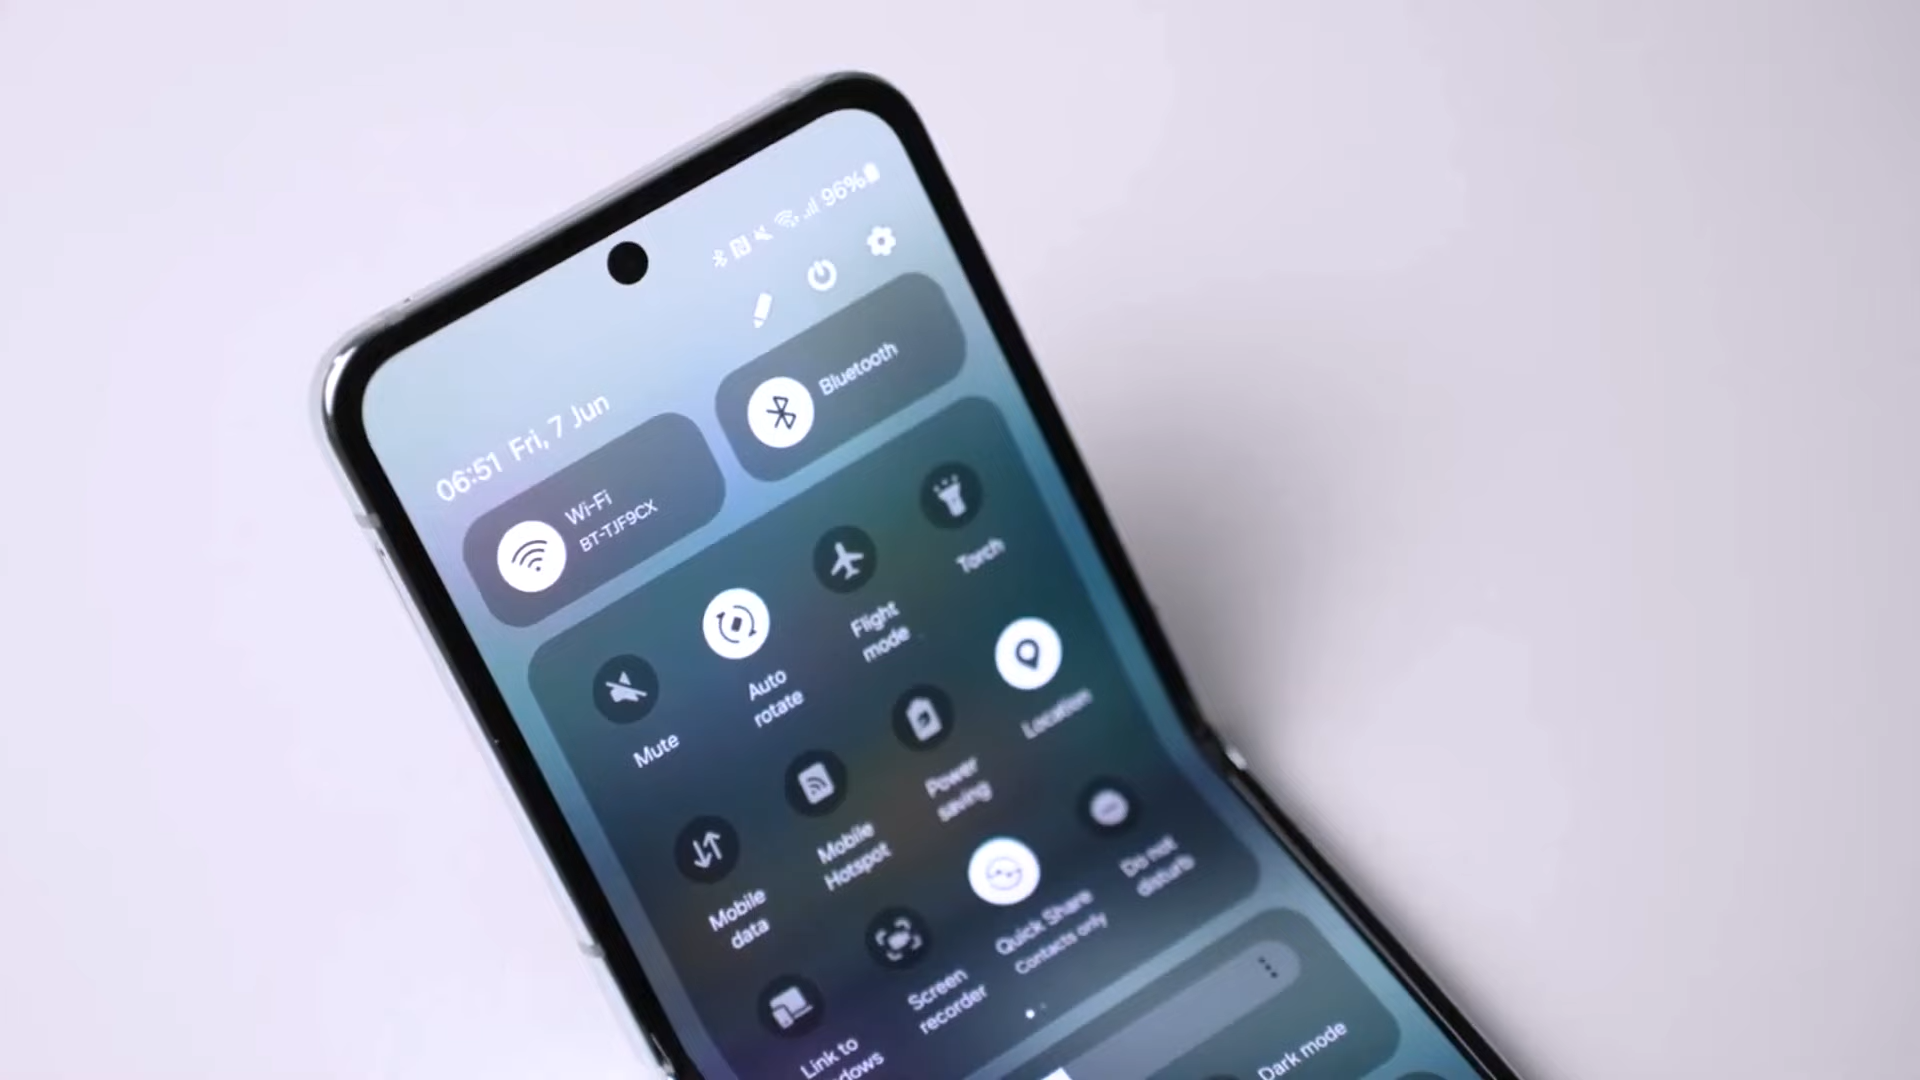 96%
06:51 Fri, 7 Jun
Wi-Fi
BT-TJF9CX
Bluetooth
Mute
Auto
rotate
Flight
mode
Torch
Mobile
data
Mobile
Hotspot
Power
saving
Location
Link to
dows
Screen
recorder
Quick Share
Contacts only
Do not
disturb
Dark mode